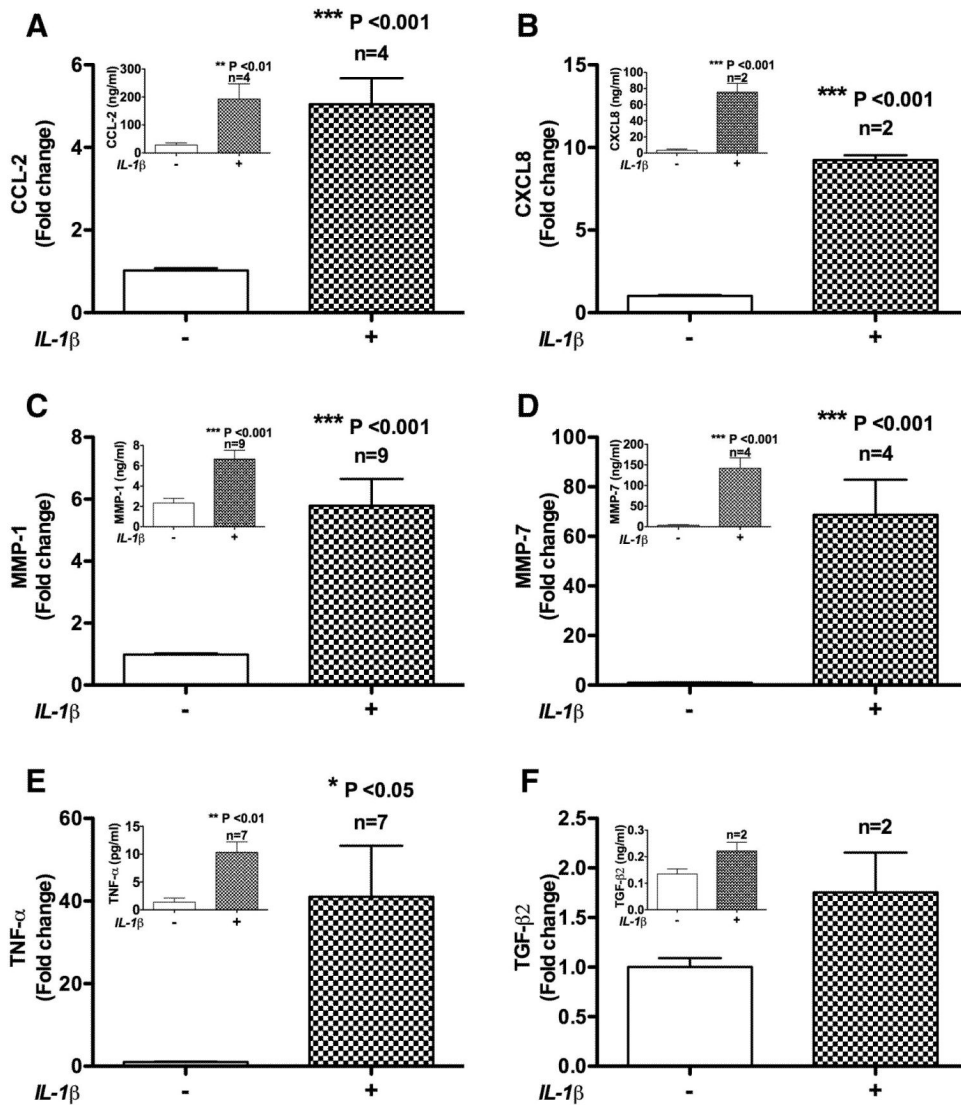 A
*** P <0.001
n=4
CCL-2
(Fold change)
6
4
2
0
CCL-2 (ng/ml)
300
200
100
0
** P <0.01
n=4
IL-1β - +
IL-1β - +
B
*** P <0.001
n=2
CXCL8
(Fold change)
15
10
5
0
CXCL8 (ng/ml)
100
80
60
40
20
0
*** P <0.001
n=2
IL-1β - +
IL-1β - +
C
*** P <0.001
n=9
MMP-1
(Fold change)
8
6
4
2
0
MMP-1 (ng/ml)
8
6
4
2
0
*** P <0.001
n=9
IL-1β - +
IL-1β - +
D
*** P <0.001
n=4
MMP-7
(Fold change)
100
80
60
40
20
0
MMP-7 (ng/ml)
200
150
100
50
0
*** P <0.001
n=4
IL-1β - +
IL-1β - +
E
* P <0.05
n=7
TNF-α
(Fold change)
60
40
20
0
TNF-α (pg/ml)
15
10
5
0
** P <0.01
n=7
IL-1β - +
IL-1β - +
F
n=2
TGF-β2
(Fold change)
2.5
2.0
1.5
1.0
0.5
0.0
TGF-β2 (ng/ml)
0.3
0.2
0.1
0.0
n=2
IL-1β - +
IL-1β - +